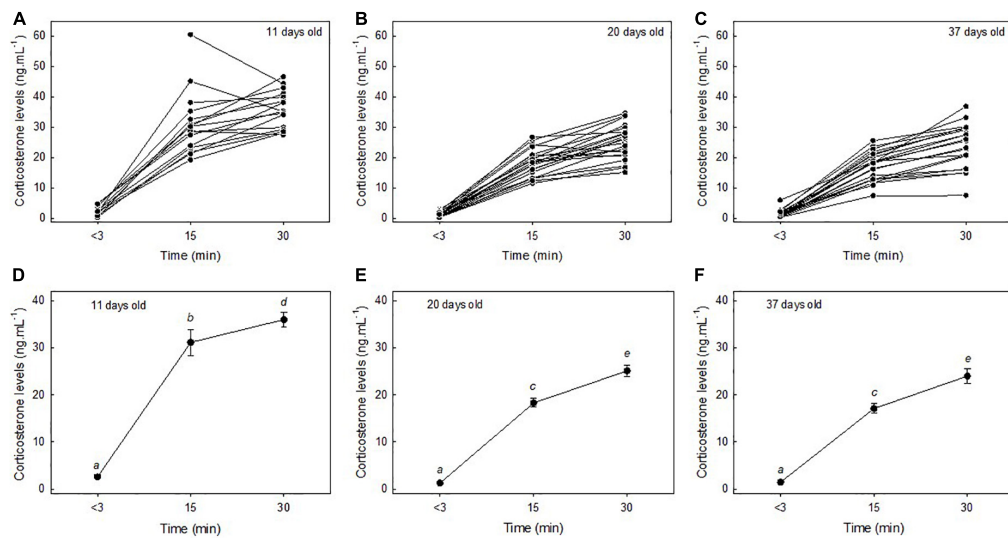 A
11 days old
Corticosterone levels (ng.mL⁻¹)
60
50
40
30
20
10
0
<3
15
30
Time (min)
B
20 days old
Corticosterone levels (ng.mL⁻¹)
60
50
40
30
20
10
0
<3
15
30
Time (min)
C
37 days old
Corticosterone levels (ng.mL⁻¹)
60
50
40
30
20
10
0
<3
15
30
Time (min)
D
11 days old
Corticosterone levels (ng.mL⁻¹)
40
30
20
10
0
a
b
d
<3
15
30
Time (min)
E
20 days old
Corticosterone levels (ng.mL⁻¹)
40
30
20
10
0
a
c
e
<3
15
30
Time (min)
F
37 days old
Corticosterone levels (ng.mL⁻¹)
40
30
20
10
0
a
c
e
<3
15
30
Time (min)